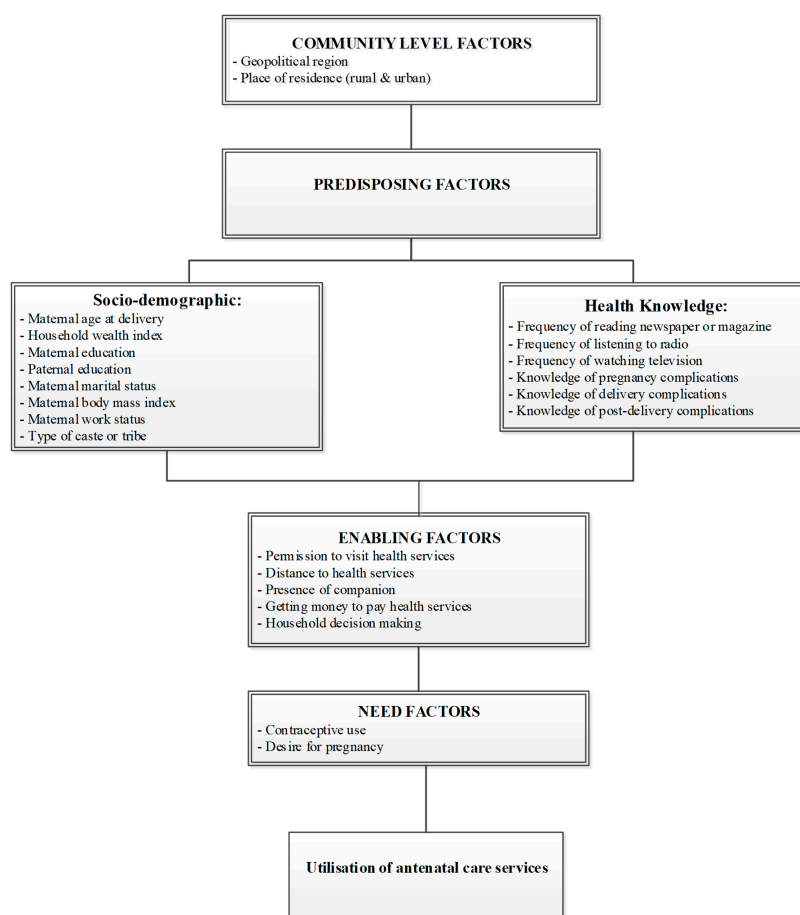 COMMUNITY LEVEL FACTORS
- Geopolitical region
- Place of residence (rural & urban)
PREDISPOSING FACTORS
Socio-demographic:
- Maternal age at delivery
- Household wealth index
- Maternal education
- Paternal education
- Maternal marital status
- Maternal body mass index
- Maternal work status
- Type of caste or tribe
Health Knowledge:
- Frequency of reading newspaper or magazine
- Frequency of listening to radio
- Frequency of watching television
- Knowledge of pregnancy complications
- Knowledge of delivery complications
- Knowledge of post-delivery complications
ENABLING FACTORS
- Permission to visit health services
- Distance to health services
- Presence of companion
- Getting money to pay health services
- Household decision making
NEED FACTORS
- Contraceptive use
- Desire for pregnancy
Utilisation of antenatal care services